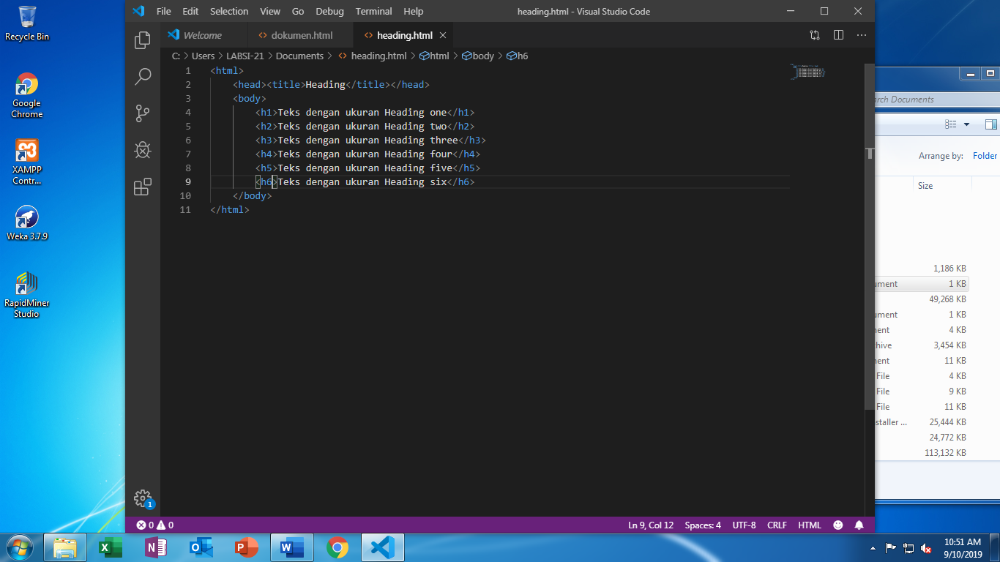 Recycle Bin
Google
Chrome
XAMPP
Contr...
Weka 3.7.9
RapidMiner
Studio
File Edit Selection View Go Debug Terminal Help
heading.html - Visual Studio Code
Welcome
dokumen.html
heading.html
C: > Users > LABSI-21 > Documents > heading.html > html > body > h6
1 <html>
2 <head><title>Heading</title></head>
3 <body>
4 <h1>Teks dengan ukuran Heading one</h1>
5 <h2>Teks dengan ukuran Heading two</h2>
6 <h3>Teks dengan ukuran Heading three</h3>
7 <h4>Teks dengan ukuran Heading four</h4>
8 <h5>Teks dengan ukuran Heading five</h5>
9 <h6>Teks dengan ukuran Heading six</h6>
10 </body>
11 </html>
1
0 0
Ln 9, Col 12 Spaces: 4 UTF-8 CRLF HTML
rch Documents
Arrange by: Folder
Size
1,186 KB
ument 1 KB
49,268 KB
ument 1 KB
ment 4 KB
chive 3,454 KB
ment 11 KB
File 4 KB
File 9 KB
File 11 KB
staller ... 25,444 KB
24,772 KB
113,132 KB
10:51 AM
9/10/2019